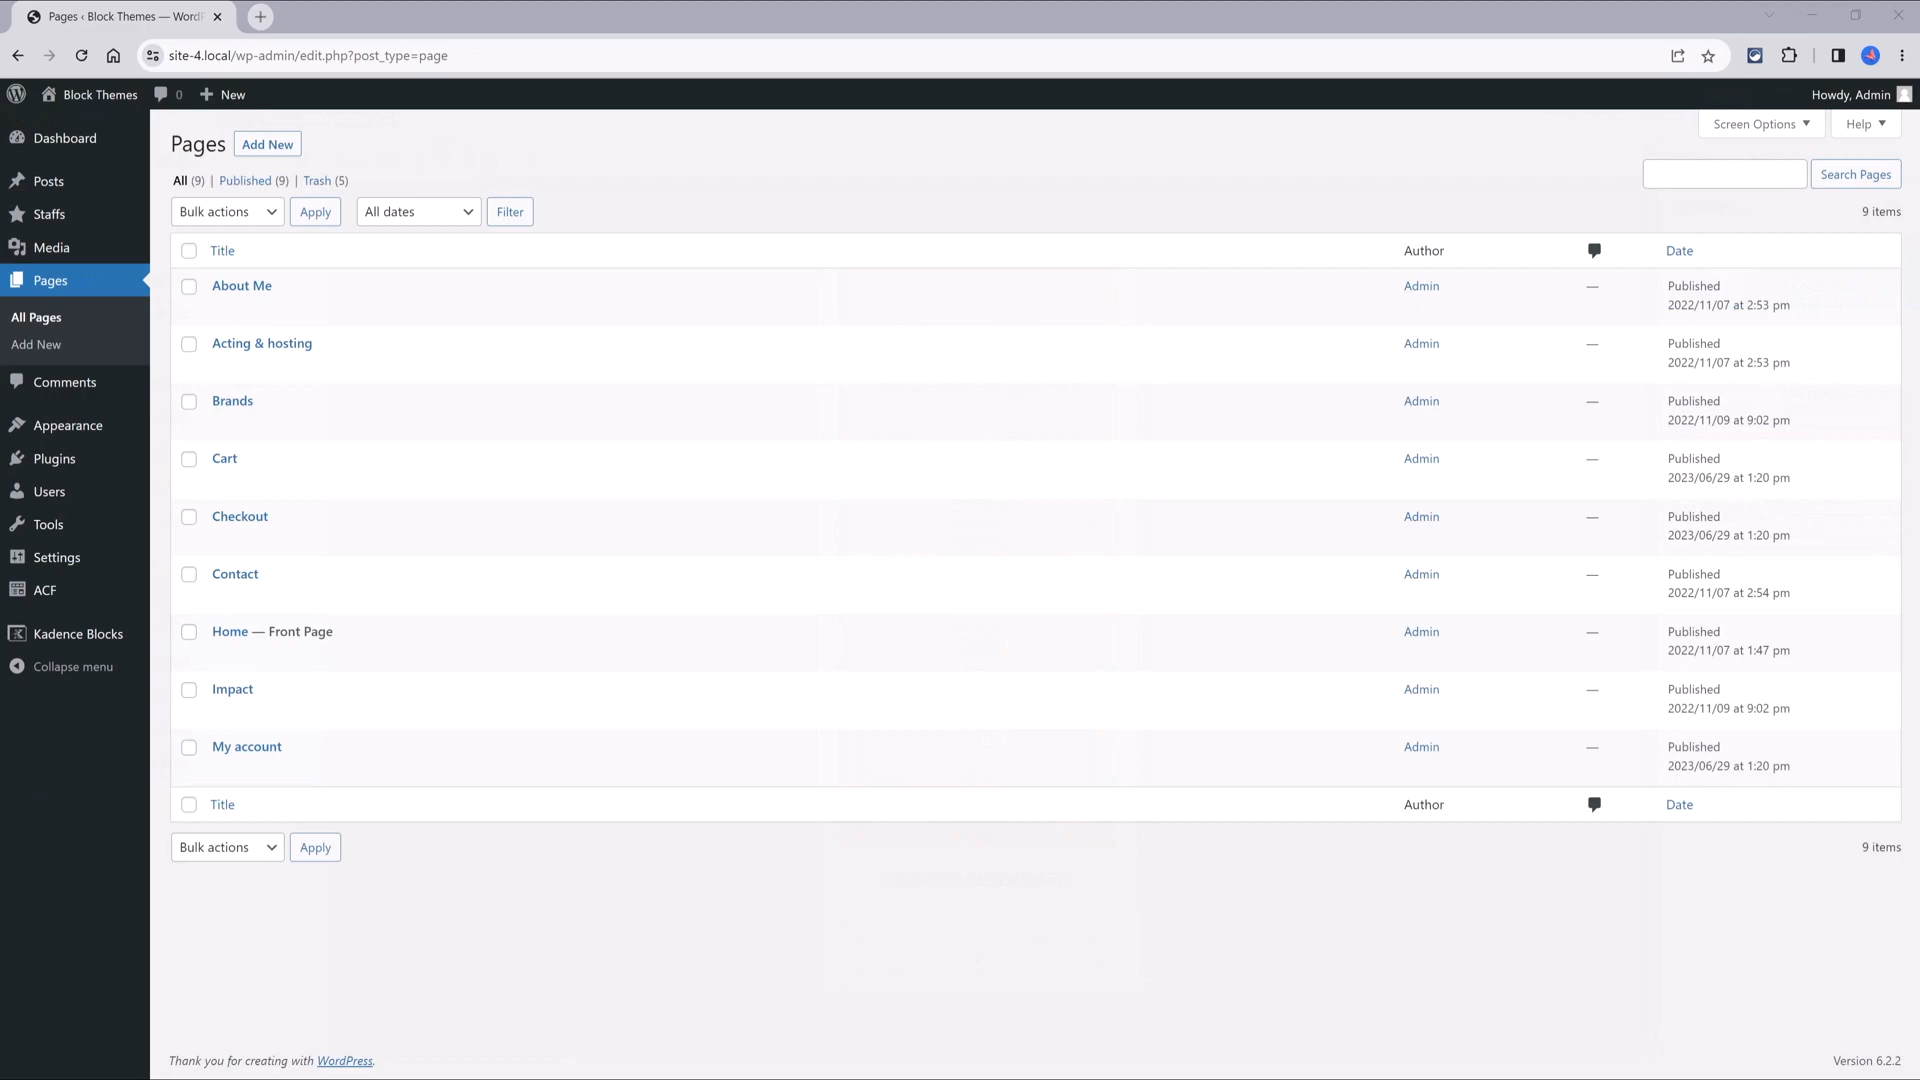 Pages ‹ Block Themes — WordP
site-4.local/wp-admin/edit.php?post_type=page
Block Themes 0 New Howdy, Admin
Dashboard
Posts
Staffs
Media
Pages
All Pages
Add New
Comments
Appearance
Plugins
Users
Tools
Settings
ACF
Kadence Blocks
Collapse menu
Screen Options Help
Pages Add New
All (9) | Published (9) | Trash (5)
Search Pages
Bulk actions Apply All dates Filter 9 items
Title Author Date
About Me Admin — Published
2022/11/07 at 2:53 pm
Acting & hosting Admin — Published
2022/11/07 at 2:53 pm
Brands Admin — Published
2022/11/09 at 9:02 pm
Cart Admin — Published
2023/06/29 at 1:20 pm
Checkout Admin — Published
2023/06/29 at 1:20 pm
Contact Admin — Published
2022/11/07 at 2:54 pm
Home — Front Page Admin — Published
2022/11/07 at 1:47 pm
Impact Admin — Published
2022/11/09 at 9:02 pm
My account Admin — Published
2023/06/29 at 1:20 pm
Title Author Date
Bulk actions Apply 9 items
Thank you for creating with WordPress. Version 6.2.2